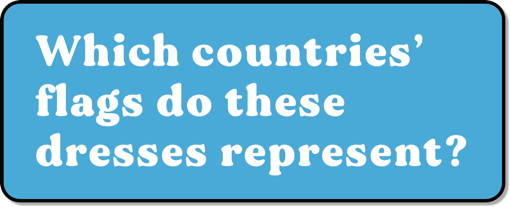 Which countries’
flags do these
dresses represent?